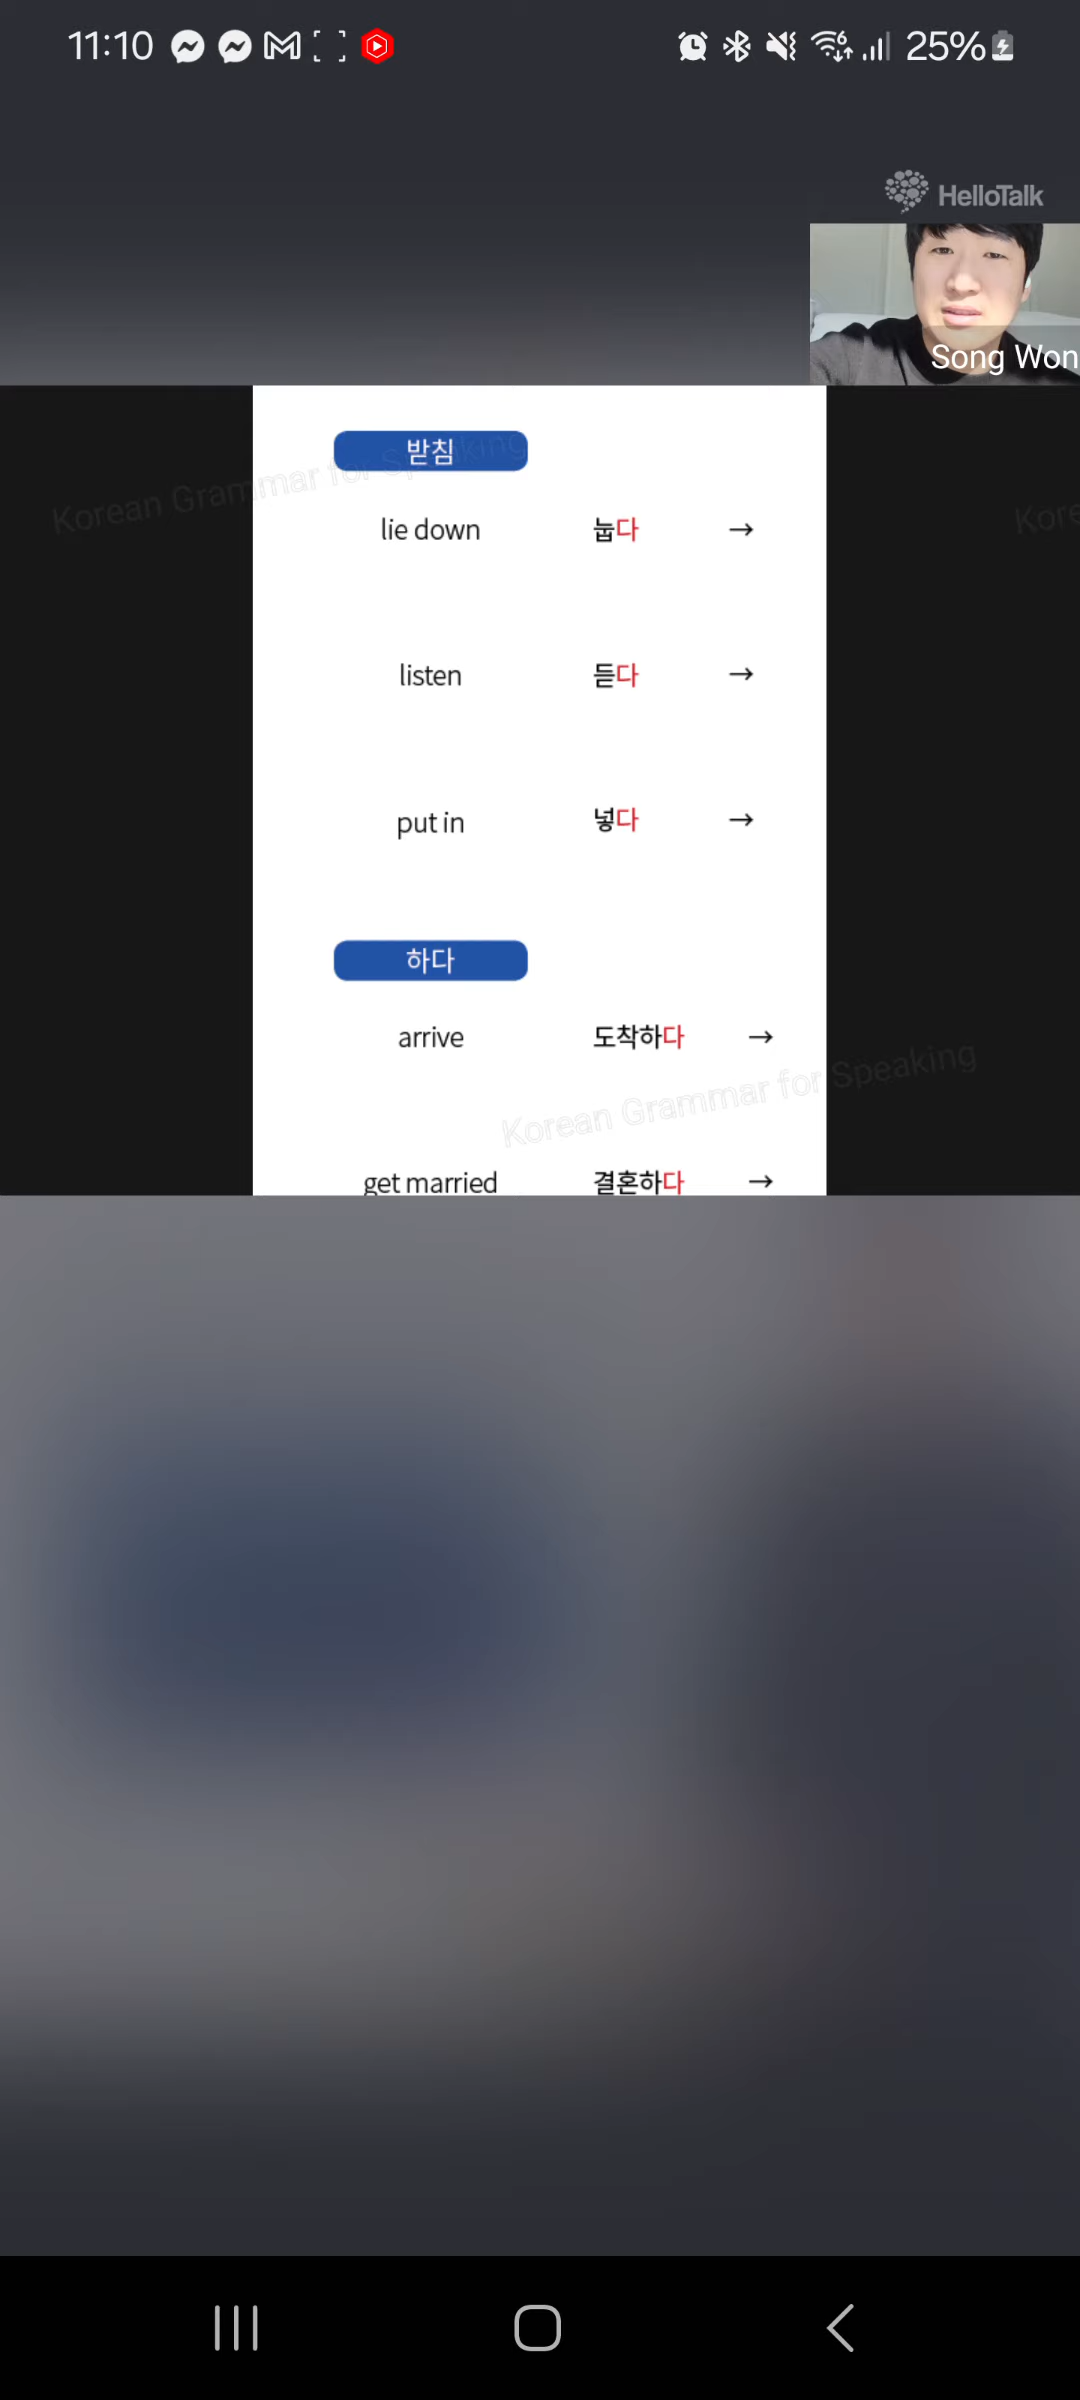 11:10 25%
HelloTalk
Song Won
받침
Korean Grammar for Speaking
lie down 눕다 →
listen 듣다 →
put in 넣다 →
하다
arrive 도착하다 →
Korean Grammar for Speaking
get married 결혼하다 →